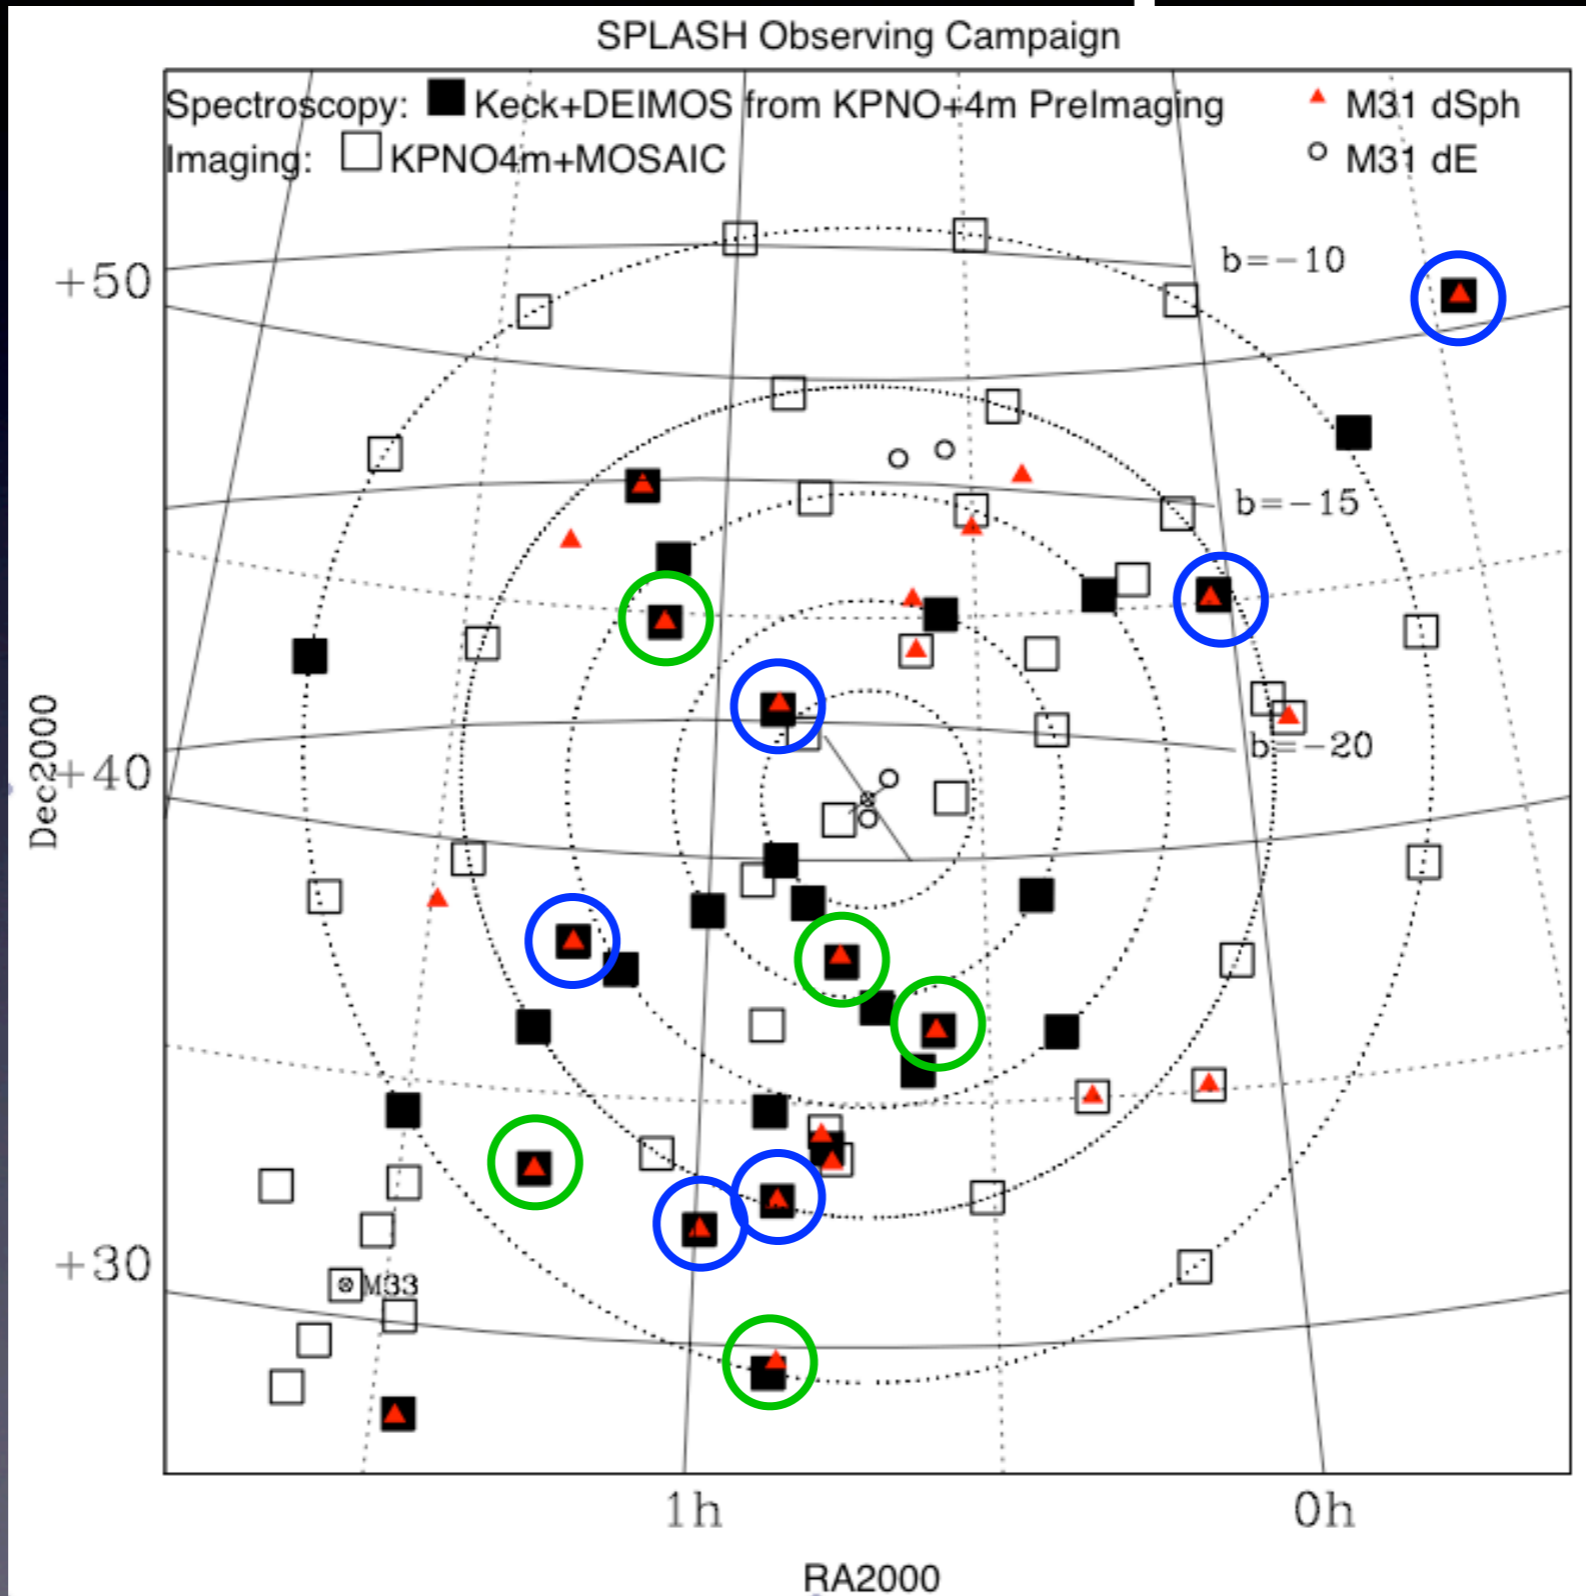 SPLASH Observing Campaign
Spectroscopy: Keck+DEIMOS from KPNO+4m PreImaging
M31 dSph
Imaging: KPNO4m+MOSAIC
M31 dE
b=-10
+50
b=-15
b=-20
+40
Dec2000
+30
M33
1h
0h
RA2000